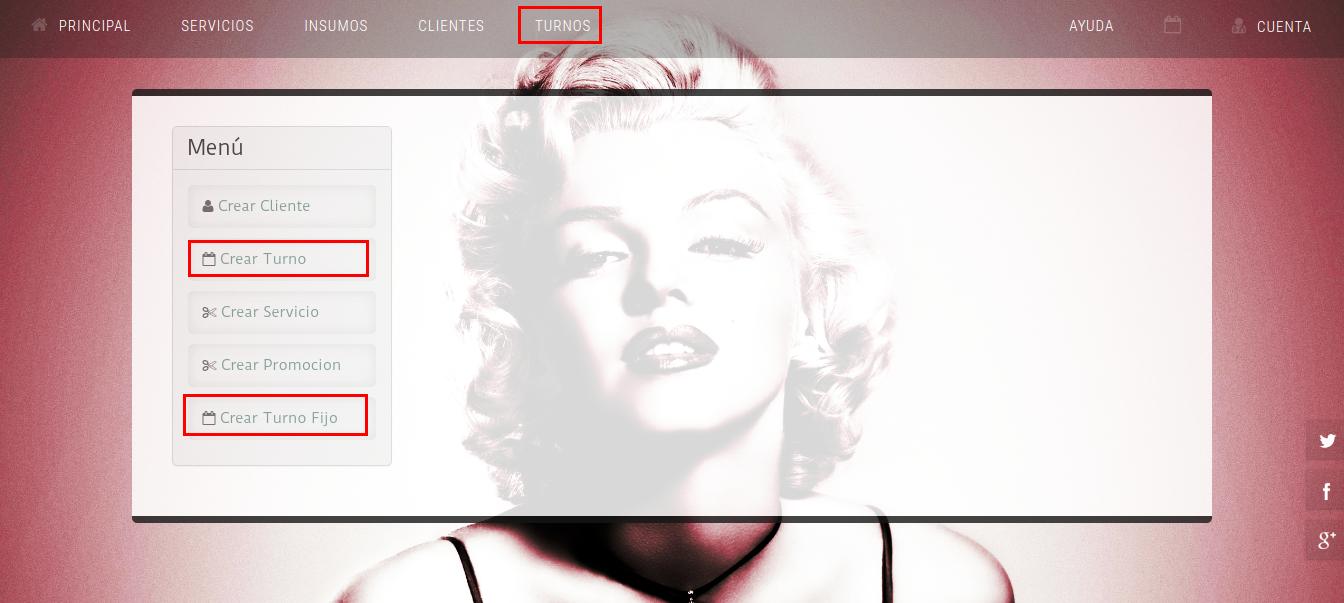 PRINCIPAL SERVICIOS INSUMOS CLIENTES TURNOS AYUDA CUENTA
Menú
Crear Cliente
Crear Turno
Crear Servicio
Crear Promocion
Crear Turno Fijo